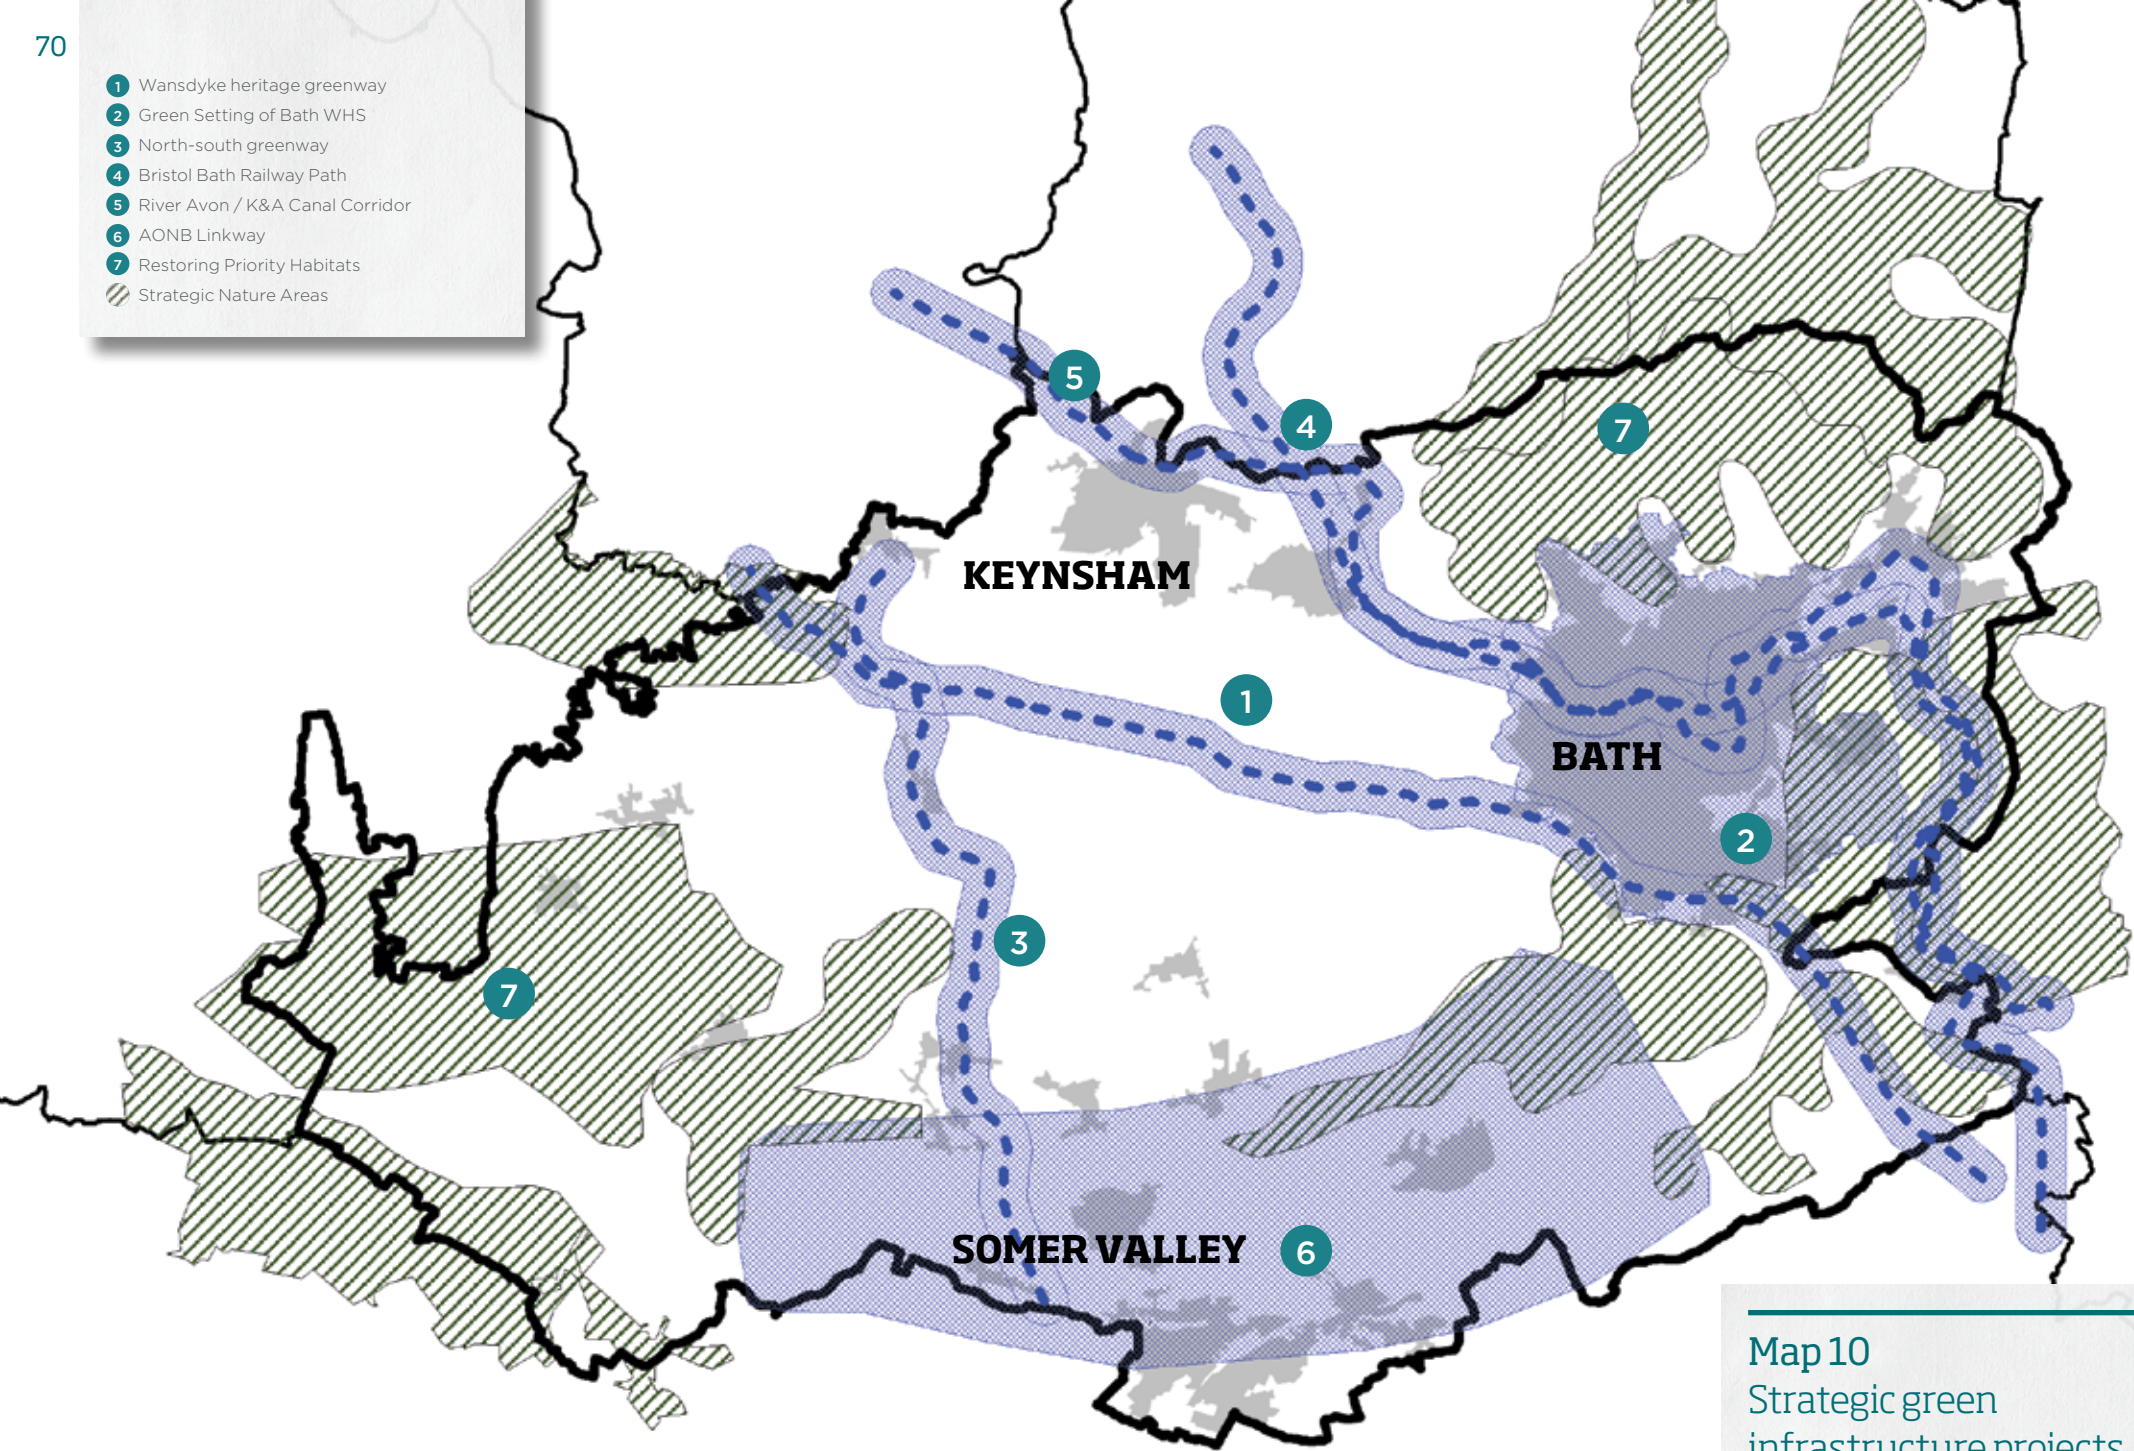 70
1 Wansdyke heritage greenway
2 Green Setting of Bath WHS
3 North-south greenway
4 Bristol Bath Railway Path
5 River Avon / K&A Canal Corridor
6 AONB Linkway
7 Restoring Priority Habitats
Strategic Nature Areas
5
4
7
KEYNSHAM
1
BATH
2
3
7
SOMER VALLEY
6
Map 10
Strategic green
infrastructure projects